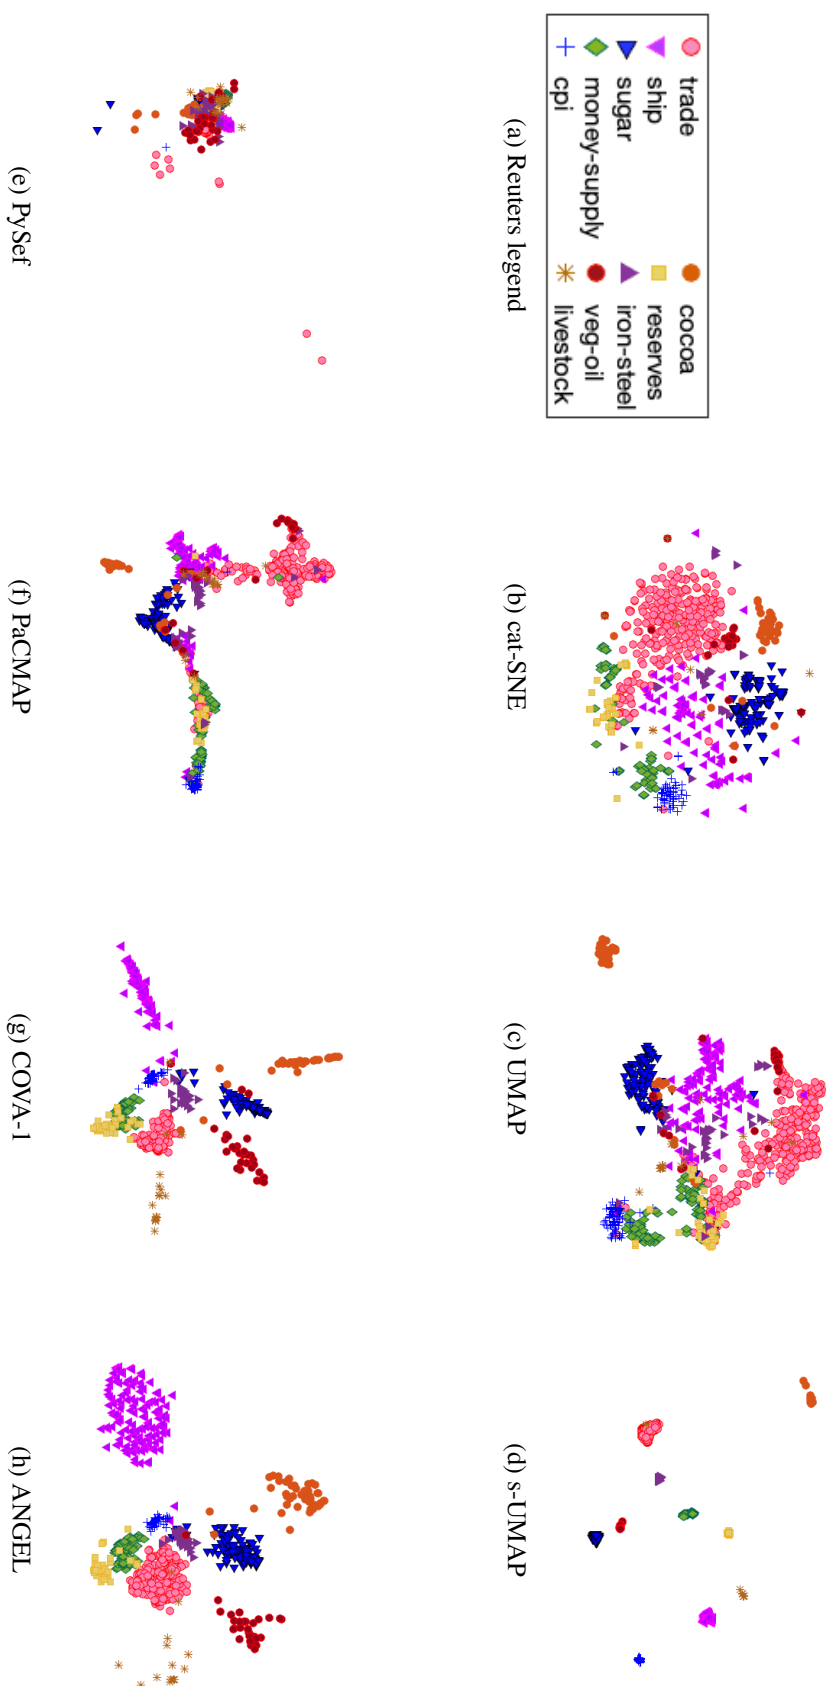 trade cocoa
ship reserves
sugar iron-steel
money-supply veg-oil
cpi livestock
(a) Reuters legend
(b) cat-SNE
(c) UMAP
(d) s-UMAP
(e) PySef
(f) PaCMAP
(g) COVA-1
(h) ANGEL